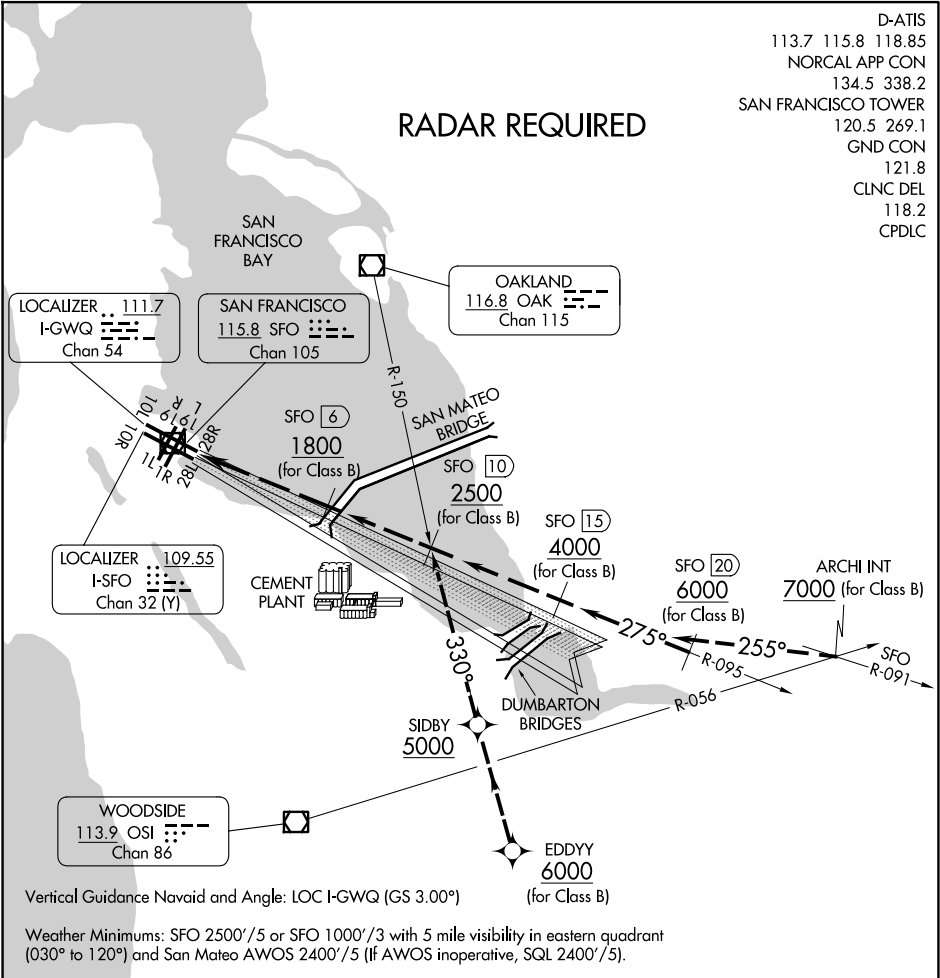 D-ATIS
113.7 115.8 118.85
NORCAL APP CON
134.5 338.2
SAN FRANCISCO TOWER
120.5 269.1
GND CON
121.8
CLNC DEL
118.2
CPDLC
RADAR REQUIRED
SAN
FRANCISCO
BAY
OAKLAND
116.8 OAK
Chan 115
LOCALIZER 111.7
I-GWQ
Chan 54
SAN FRANCISCO
115.8 SFO
Chan 105
R-150
10L
10R
19R
19L
28R
28L
1L
1R
SFO 6
1800
(for Class B)
SAN MATEO
BRIDGE
SFO 10
2500
(for Class B)
SFO 15
4000
(for Class B)
SFO 20
6000
(for Class B)
ARCHI INT
7000 (for Class B)
LOCALIZER 109.55
I-SFO
Chan 32 (Y)
CEMENT
PLANT
275°
255°
R-095
SFO
R-091
330°
R-056
DUMBARTON
BRIDGES
SIDBY
5000
WOODSIDE
113.9 OSI
Chan 86
EDDYY
6000
(for Class B)
Vertical Guidance Navaid and Angle: LOC I-GWQ (GS 3.00°)
Weather Minimums: SFO 2500'/5 or SFO 1000'/3 with 5 mile visibility in eastern quadrant
(030° to 120°) and San Mateo AWOS 2400'/5 (If AWOS inoperative, SQL 2400'/5).